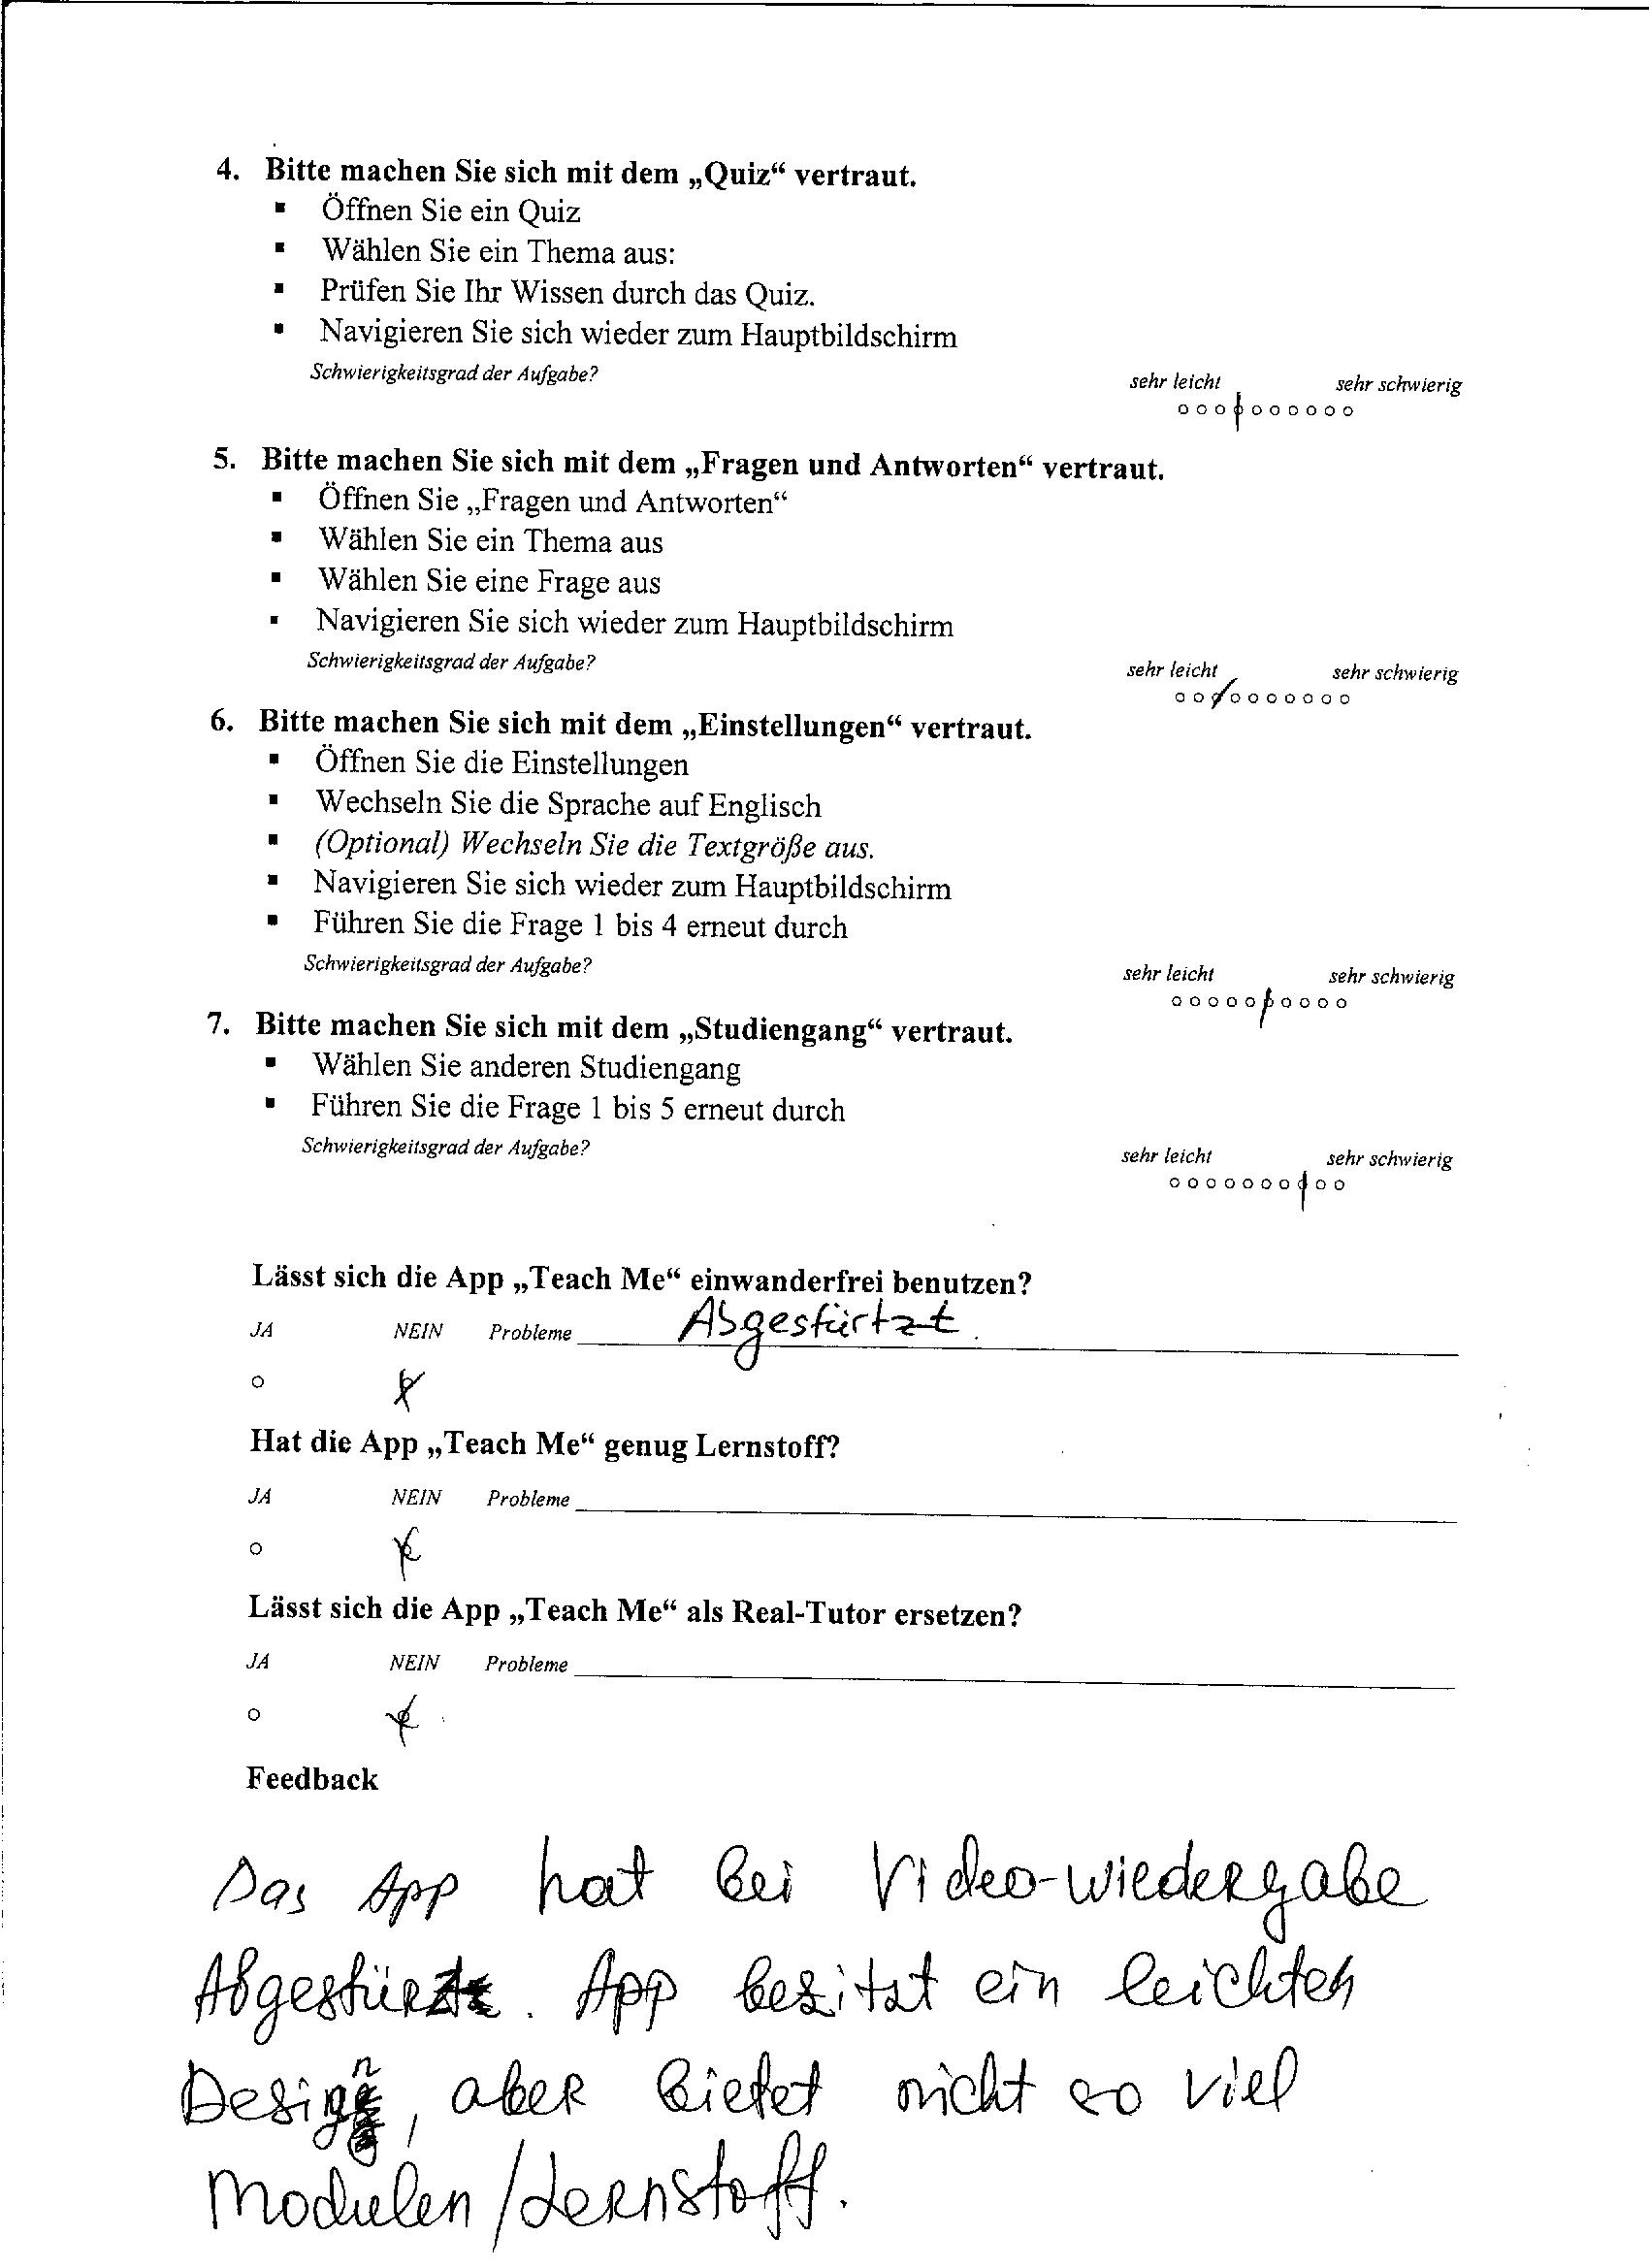 4. Bitte machen Sie sich mit dem „Quiz“ vertraut.
▪ Öffnen Sie ein Quiz
▪ Wählen Sie ein Thema aus:
▪ Prüfen Sie Ihr Wissen durch das Quiz.
▪ Navigieren Sie sich wieder zum Hauptbildschirm
Schwierigkeitsgrad der Aufgabe?
sehr leicht sehr schwierig
5. Bitte machen Sie sich mit dem „Fragen und Antworten“ vertraut.
▪ Öffnen Sie „Fragen und Antworten“
▪ Wählen Sie ein Thema aus
▪ Wählen Sie eine Frage aus
▪ Navigieren Sie sich wieder zum Hauptbildschirm
Schwierigkeitsgrad der Aufgabe?
sehr leicht sehr schwierig
6. Bitte machen Sie sich mit dem „Einstellungen“ vertraut.
▪ Öffnen Sie die Einstellungen
▪ Wechseln Sie die Sprache auf Englisch
▪ (Optional) Wechseln Sie die Textgröße aus.
▪ Navigieren Sie sich wieder zum Hauptbildschirm
▪ Führen Sie die Frage 1 bis 4 erneut durch
Schwierigkeitsgrad der Aufgabe?
sehr leicht sehr schwierig
7. Bitte machen Sie sich mit dem „Studiengang“ vertraut.
▪ Wählen Sie anderen Studiengang
▪ Führen Sie die Frage 1 bis 5 erneut durch
Schwierigkeitsgrad der Aufgabe?
sehr leicht sehr schwierig
Lässt sich die App „Teach Me“ einwanderfrei benutzen?
JA NEIN Probleme Abgestürtzt.
Hat die App „Teach Me“ genug Lernstoff?
JA NEIN Probleme
Lässt sich die App „Teach Me“ als Real-Tutor ersetzen?
JA NEIN Probleme
Feedback
Das App hat bei Video-wiedergabe
Abgestürzt. App besitzt ein leichten
Design, aber bietet nicht so viel
Modulen/Lernstoff.